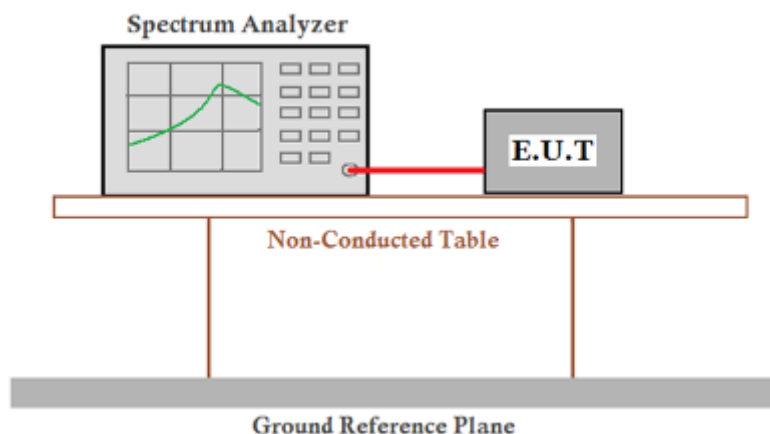 Spectrum Analyzer
E.U.T
Non-Conducted Table
Ground Reference Plane